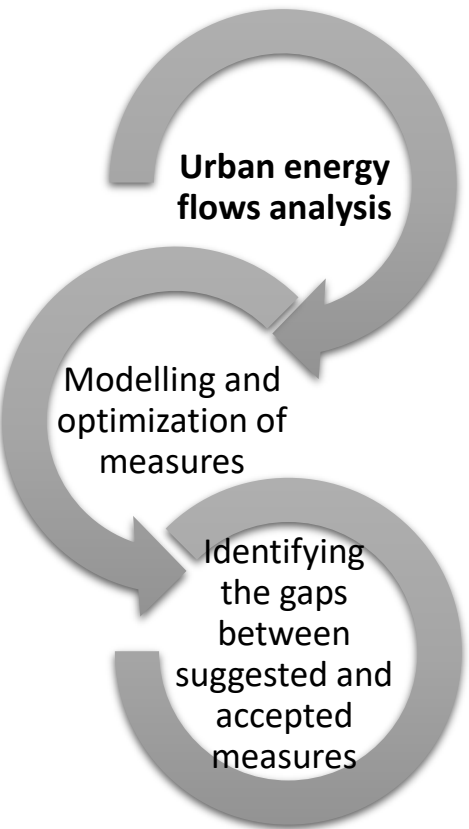 Urban energy
flows analysis
Modelling and
optimization of
measures
Identifying
the gaps
between
suggested and
accepted
measures